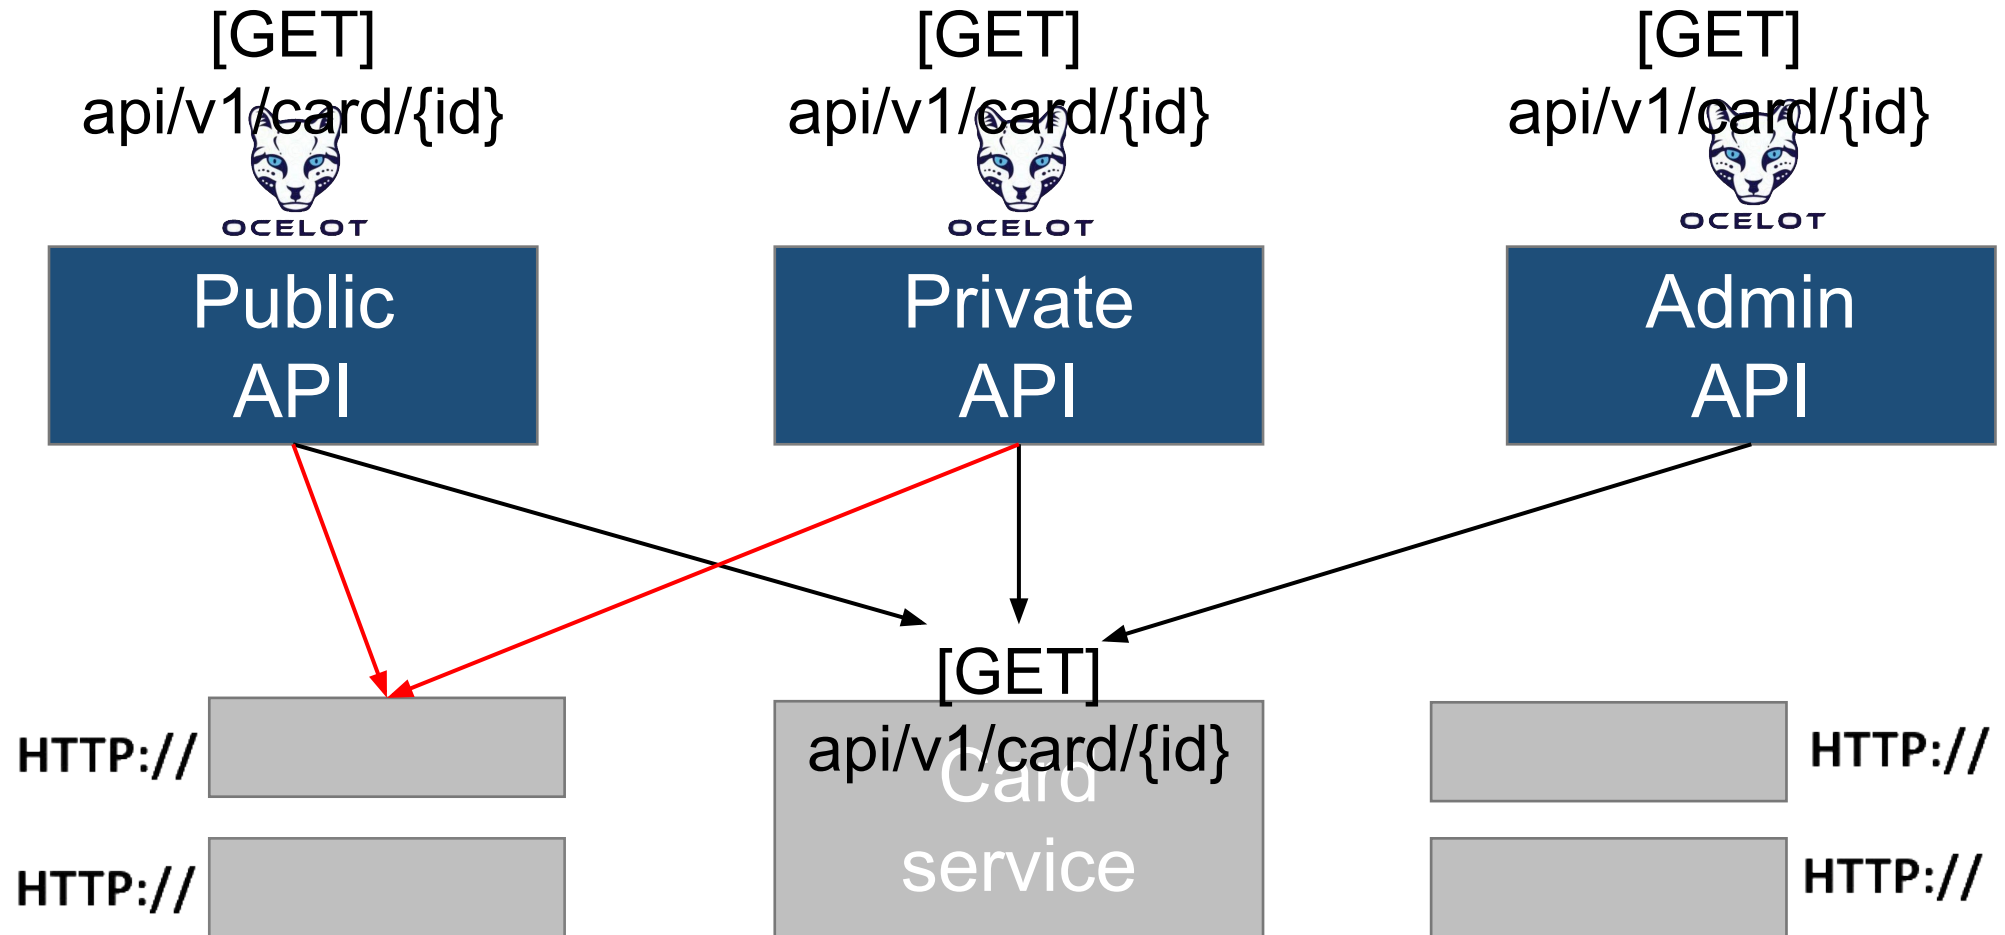 [GET]
api/v1/card/{id}
OCELOT
Public
API
[GET]
api/v1/card/{id}
OCELOT
Private
API
[GET]
api/v1/card/{id}
OCELOT
Admin
API
[GET]
api/v1/card/{id}
Card
service
HTTP://
HTTP://
HTTP://
HTTP://